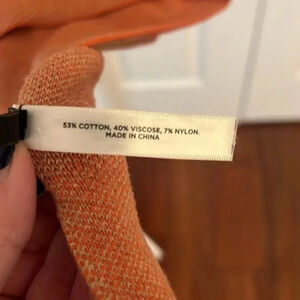 53% COTTON, 40% VISCOSE, 7% NYLON.
MADE IN CHINA